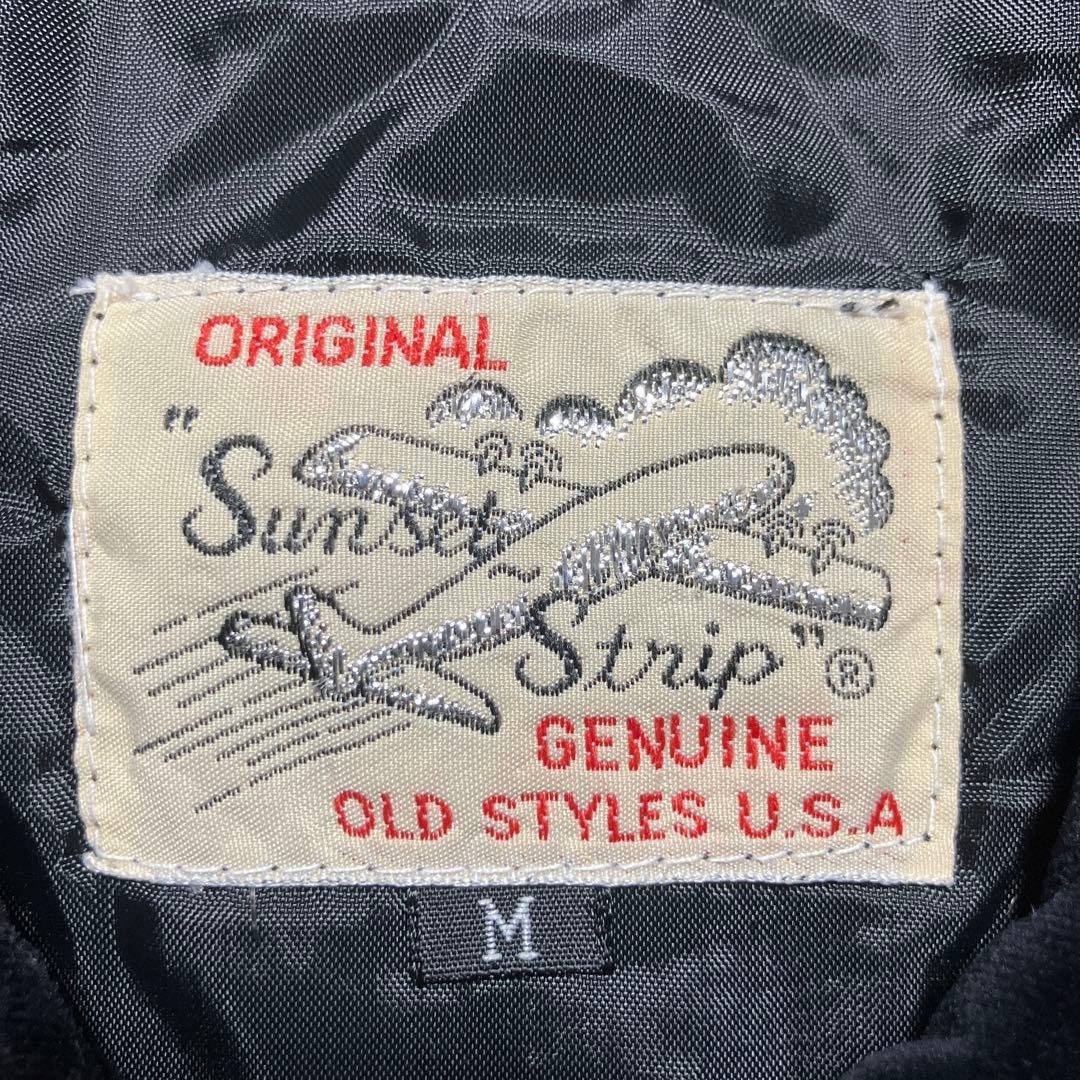 ORIGINAL
"Sunset
Strip" ®
GENUINE
OLD STYLES U.S.A
M